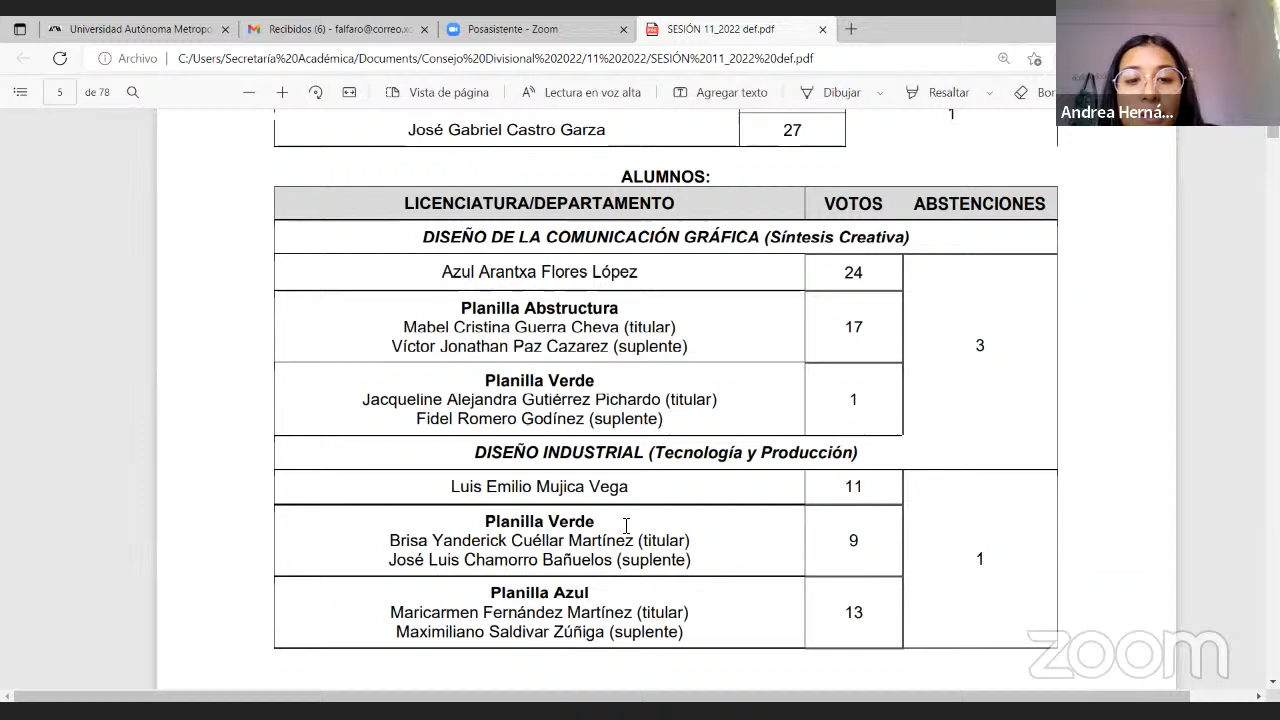 Universidad Autónoma Metropo
Recibidos (6) - falfaro@correo.xo
Posasistente - Zoom
SESIÓN 11_2022 def.pdf
Archivo
C:/Users/Secretaría%20Académica/Documents/Consejo%20Divisional%202022/11%202022/SESIÓN%2011_2022%20def.pdf
5 de 78
Vista de página
Lectura en voz alta
Agregar texto
Dibujar
Resaltar
Bor
Andrea Herná...
José Gabriel Castro Garza 27 1
ALUMNOS:
LICENCIATURA/DEPARTAMENTO VOTOS ABSTENCIONES
DISEÑO DE LA COMUNICACIÓN GRÁFICA (Síntesis Creativa)
Azul Arantxa Flores López 24
Planilla Abstructura
Mabel Cristina Guerra Cheva (titular) 17
Víctor Jonathan Paz Cazarez (suplente) 3
Planilla Verde
Jacqueline Alejandra Gutiérrez Pichardo (titular) 1
Fidel Romero Godínez (suplente)
DISEÑO INDUSTRIAL (Tecnología y Producción)
Luis Emilio Mujica Vega 11
Planilla Verde
Brisa Yanderick Cuéllar Martínez (titular) 9
José Luis Chamorro Bañuelos (suplente) 1
Planilla Azul
Maricarmen Fernández Martínez (titular) 13
Maximiliano Saldivar Zúñiga (suplente)
zoom